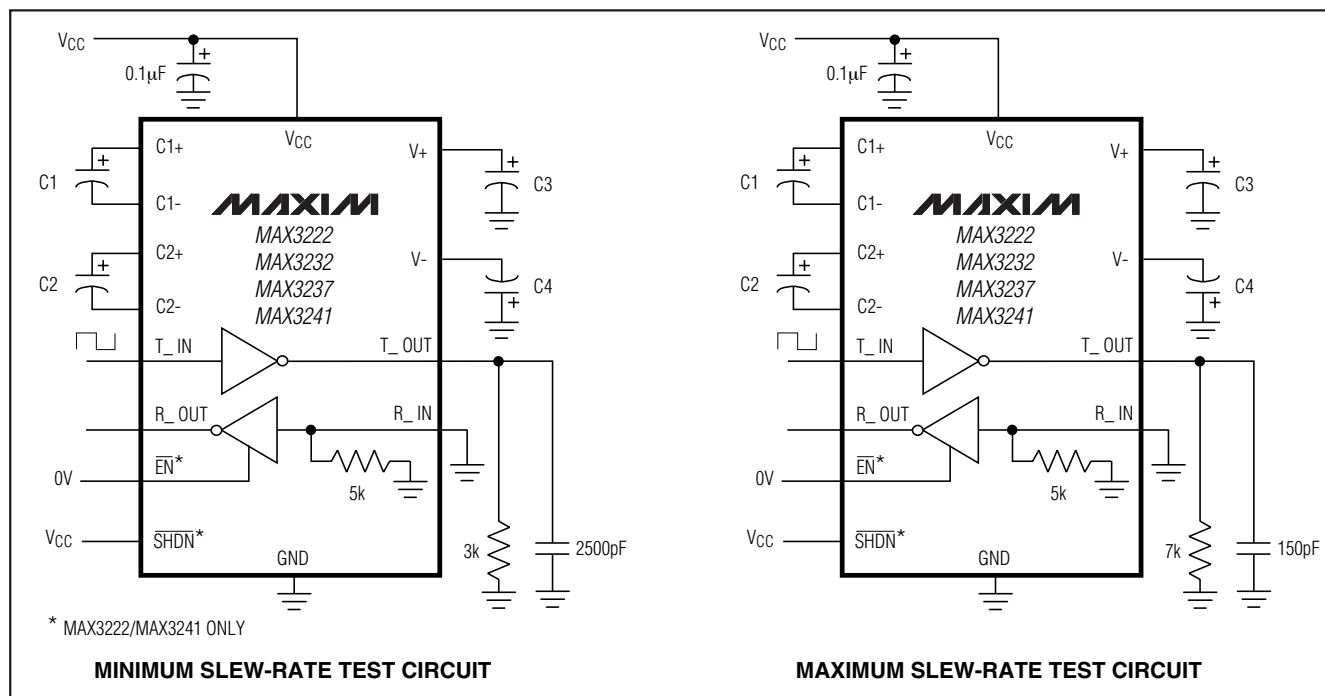 VCC
0.1µF
+
VCC
C1+
V+
C1
+
+
C3
C1-
MAXIM
MAX3222
C2+
MAX3232
V-
C2
+
MAX3237
C4
C2-
MAX3241
+
T_ IN
T_ OUT
R_ OUT
R_ IN
EN*
0V
5k
VCC
SHDN*
GND
3k
2500pF
* MAX3222/MAX3241 ONLY
MINIMUM SLEW-RATE TEST CIRCUIT
VCC
0.1µF
+
VCC
C1+
V+
C1
+
+
C3
C1-
MAXIM
MAX3222
C2+
MAX3232
V-
C2
+
MAX3237
C4
C2-
MAX3241
+
T_ IN
T_ OUT
R_ OUT
R_ IN
EN*
0V
5k
VCC
SHDN*
GND
7k
150pF
MAXIMUM SLEW-RATE TEST CIRCUIT